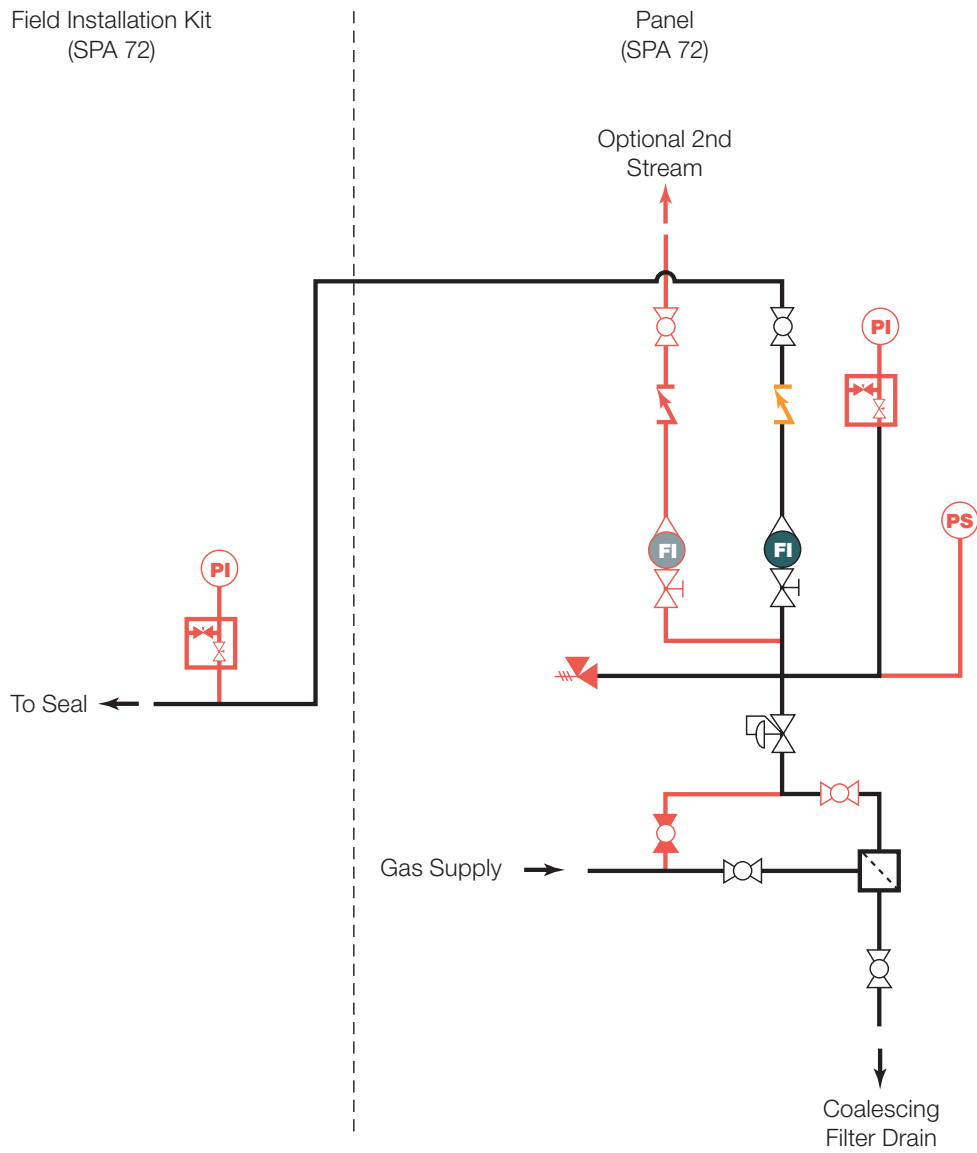 Field Installation Kit
(SPA 72)
Panel
(SPA 72)
Optional 2nd
Stream
PI
PS
FI
FI
PI
To Seal
Gas Supply
Coalescing
Filter Drain